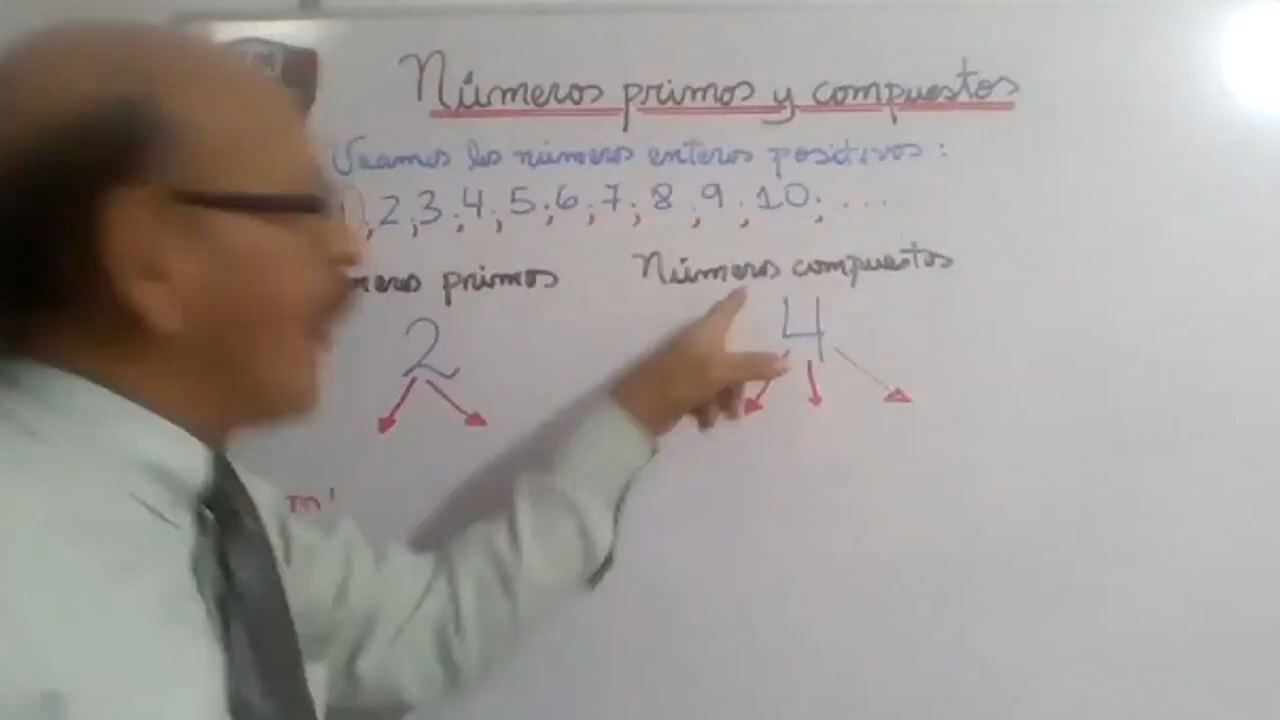 Números primos y compuestos
Veamos los números enteros positivos:
2; 3; 4; 5; 6; 7; 8; 9; 10; ...
meros primos Números compuestos
2 4